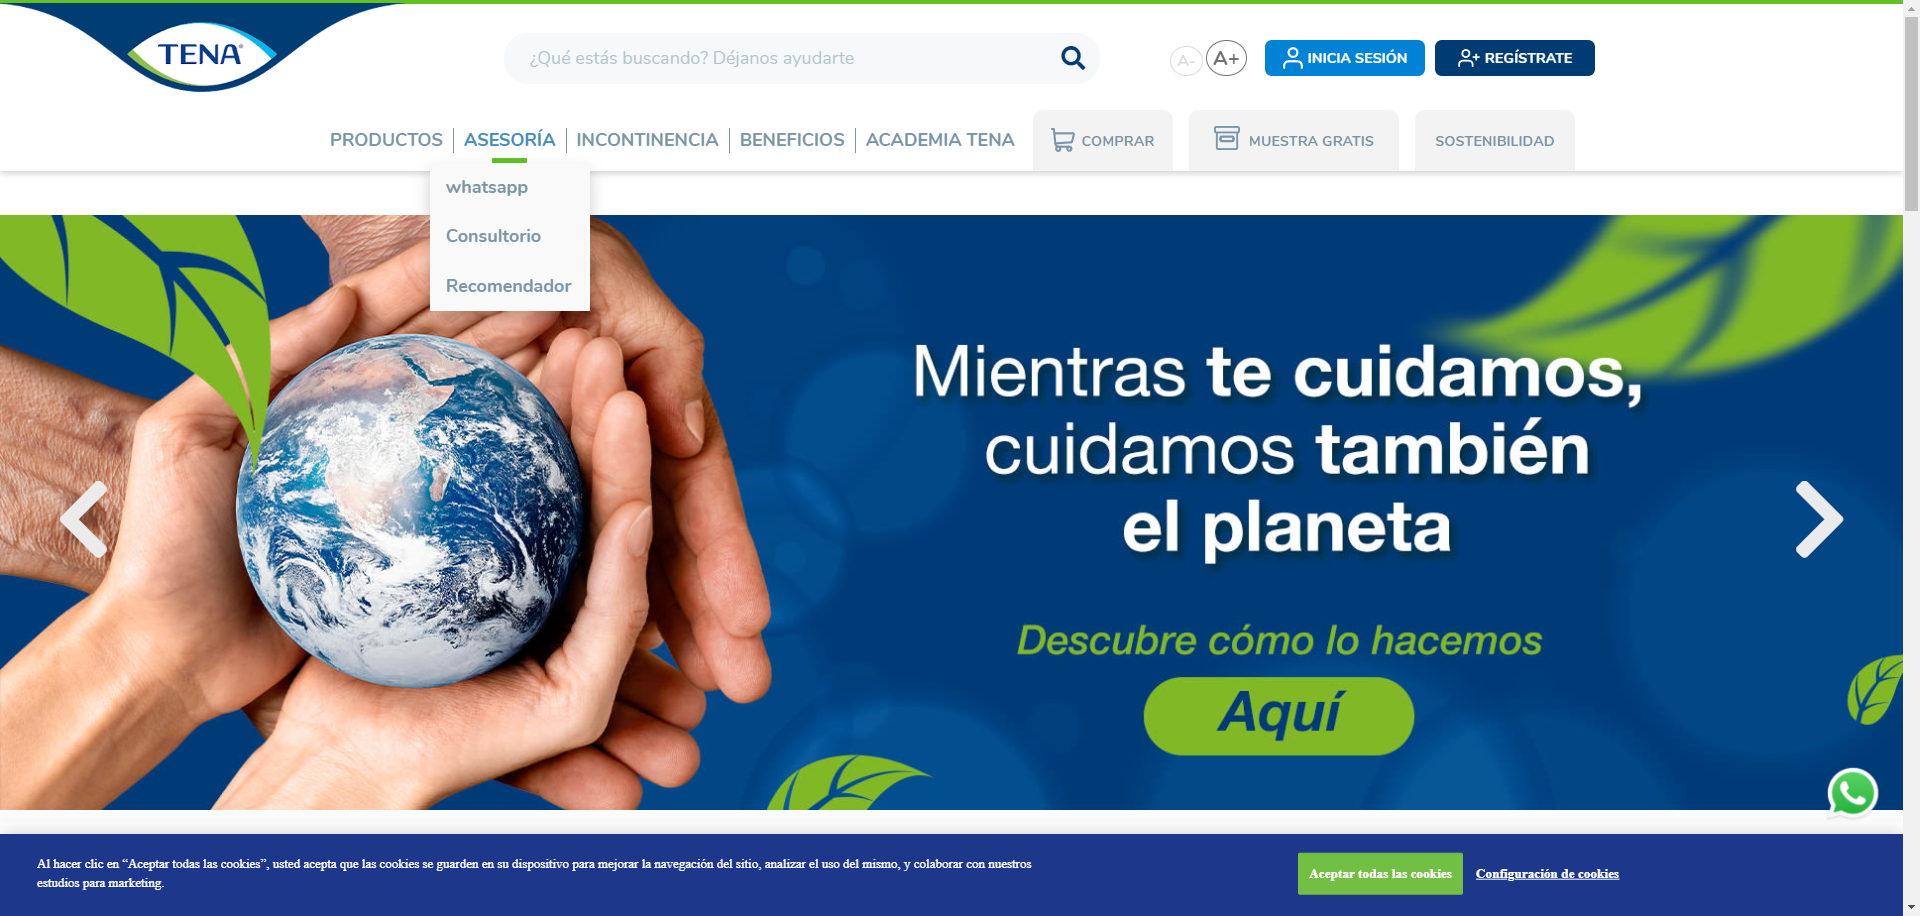 TENA®
¿Qué estás buscando? Déjanos ayudarte
A-
A+
INICIA SESIÓN
REGÍSTRATE
PRODUCTOS
ASESORÍA
INCONTINENCIA
BENEFICIOS
ACADEMIA TENA
COMPRAR
MUESTRA GRATIS
SOSTENIBILIDAD
whatsapp
Consultorio
Recomendador
Mientras te cuidamos,
cuidamos también
el planeta
Descubre cómo lo hacemos
Aquí
Al hacer clic en “Aceptar todas las cookies”, usted acepta que las cookies se guarden en su dispositivo para mejorar la navegación del sitio, analizar el uso del mismo, y colaborar con nuestros
estudios para marketing.
Aceptar todas las cookies
Configuración de cookies